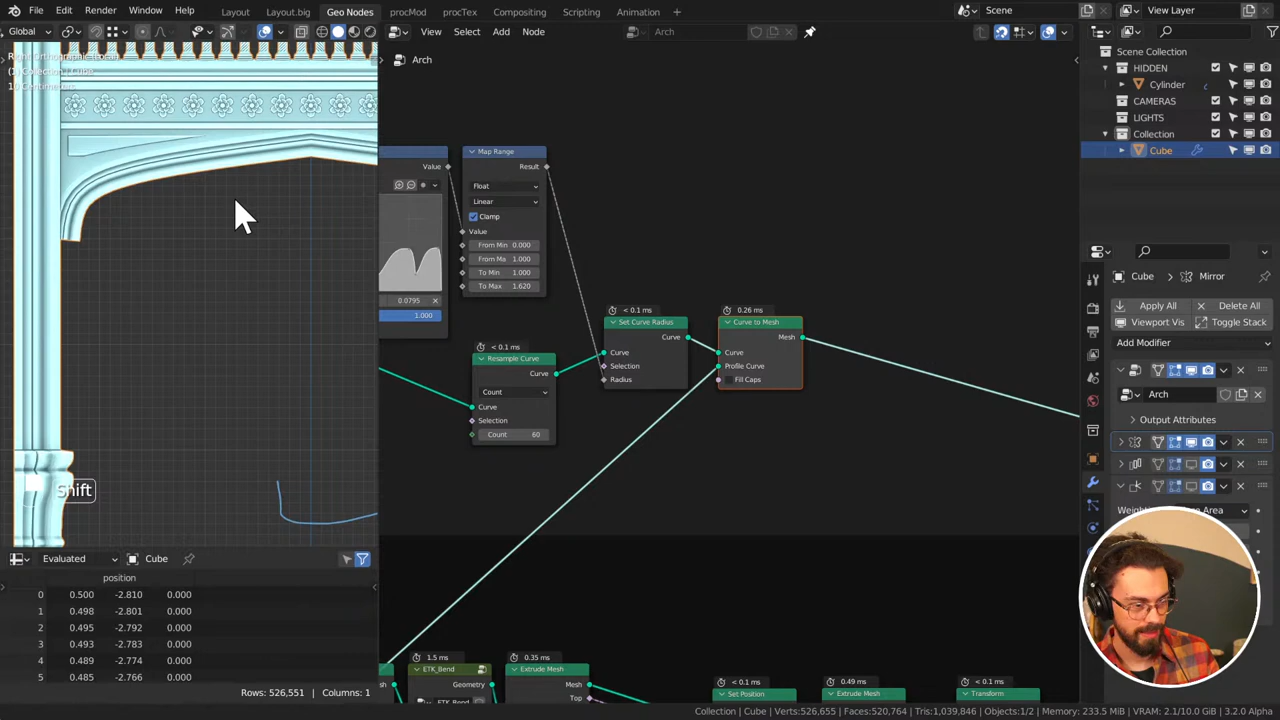 File Edit Render Window Help Layout Layout.big Geo Nodes procMod procTex Compositing Scripting Animation + Scene View Layer
Global View Select Add Node Arch
Right Orthographic (Local)
(1) Collection | Cube
10 Centimeters
Arch
Scene Collection
HIDDEN
Cylinder
CAMERAS
LIGHTS
Collection
Cube
Value
0.0795
1.000
Map Range
Result
Float
Linear
Clamp
Value
From Min 0.000
From Ma 1.000
To Min 1.000
To Max 1.620
< 0.1 ms
Resample Curve
Curve
Count
Curve
Selection
Count 60
< 0.1 ms
Set Curve Radius
Curve
Curve
Selection
Radius
0.26 ms
Curve to Mesh
Mesh
Curve
Profile Curve
Fill Caps
Cube > Mirror
Apply All Delete All
Viewport Vis Toggle Stack
Add Modifier
Arch
Output Attributes
Shift
Evaluated Cube
position
0 0.500 -2.810 0.000
1 0.498 -2.801 0.000
2 0.495 -2.792 0.000
3 0.493 -2.783 0.000
4 0.489 -2.774 0.000
5 0.485 -2.766 0.000
Rows: 526,551 | Columns: 1
1.5 ms
ETK_Bend
Geometry
0.35 ms
Extrude Mesh
Mesh
Top
< 0.1 ms
Set Position
0.49 ms
Extrude Mesh
< 0.1 ms
Transform
Collection | Cube | Verts:526,655 | Faces:520,764 | Tris:1,039,846 | Objects:1/2 | Memory: 233.5 MiB | VRAM: 2.1/10.0 GiB | 3.2.0 Alpha